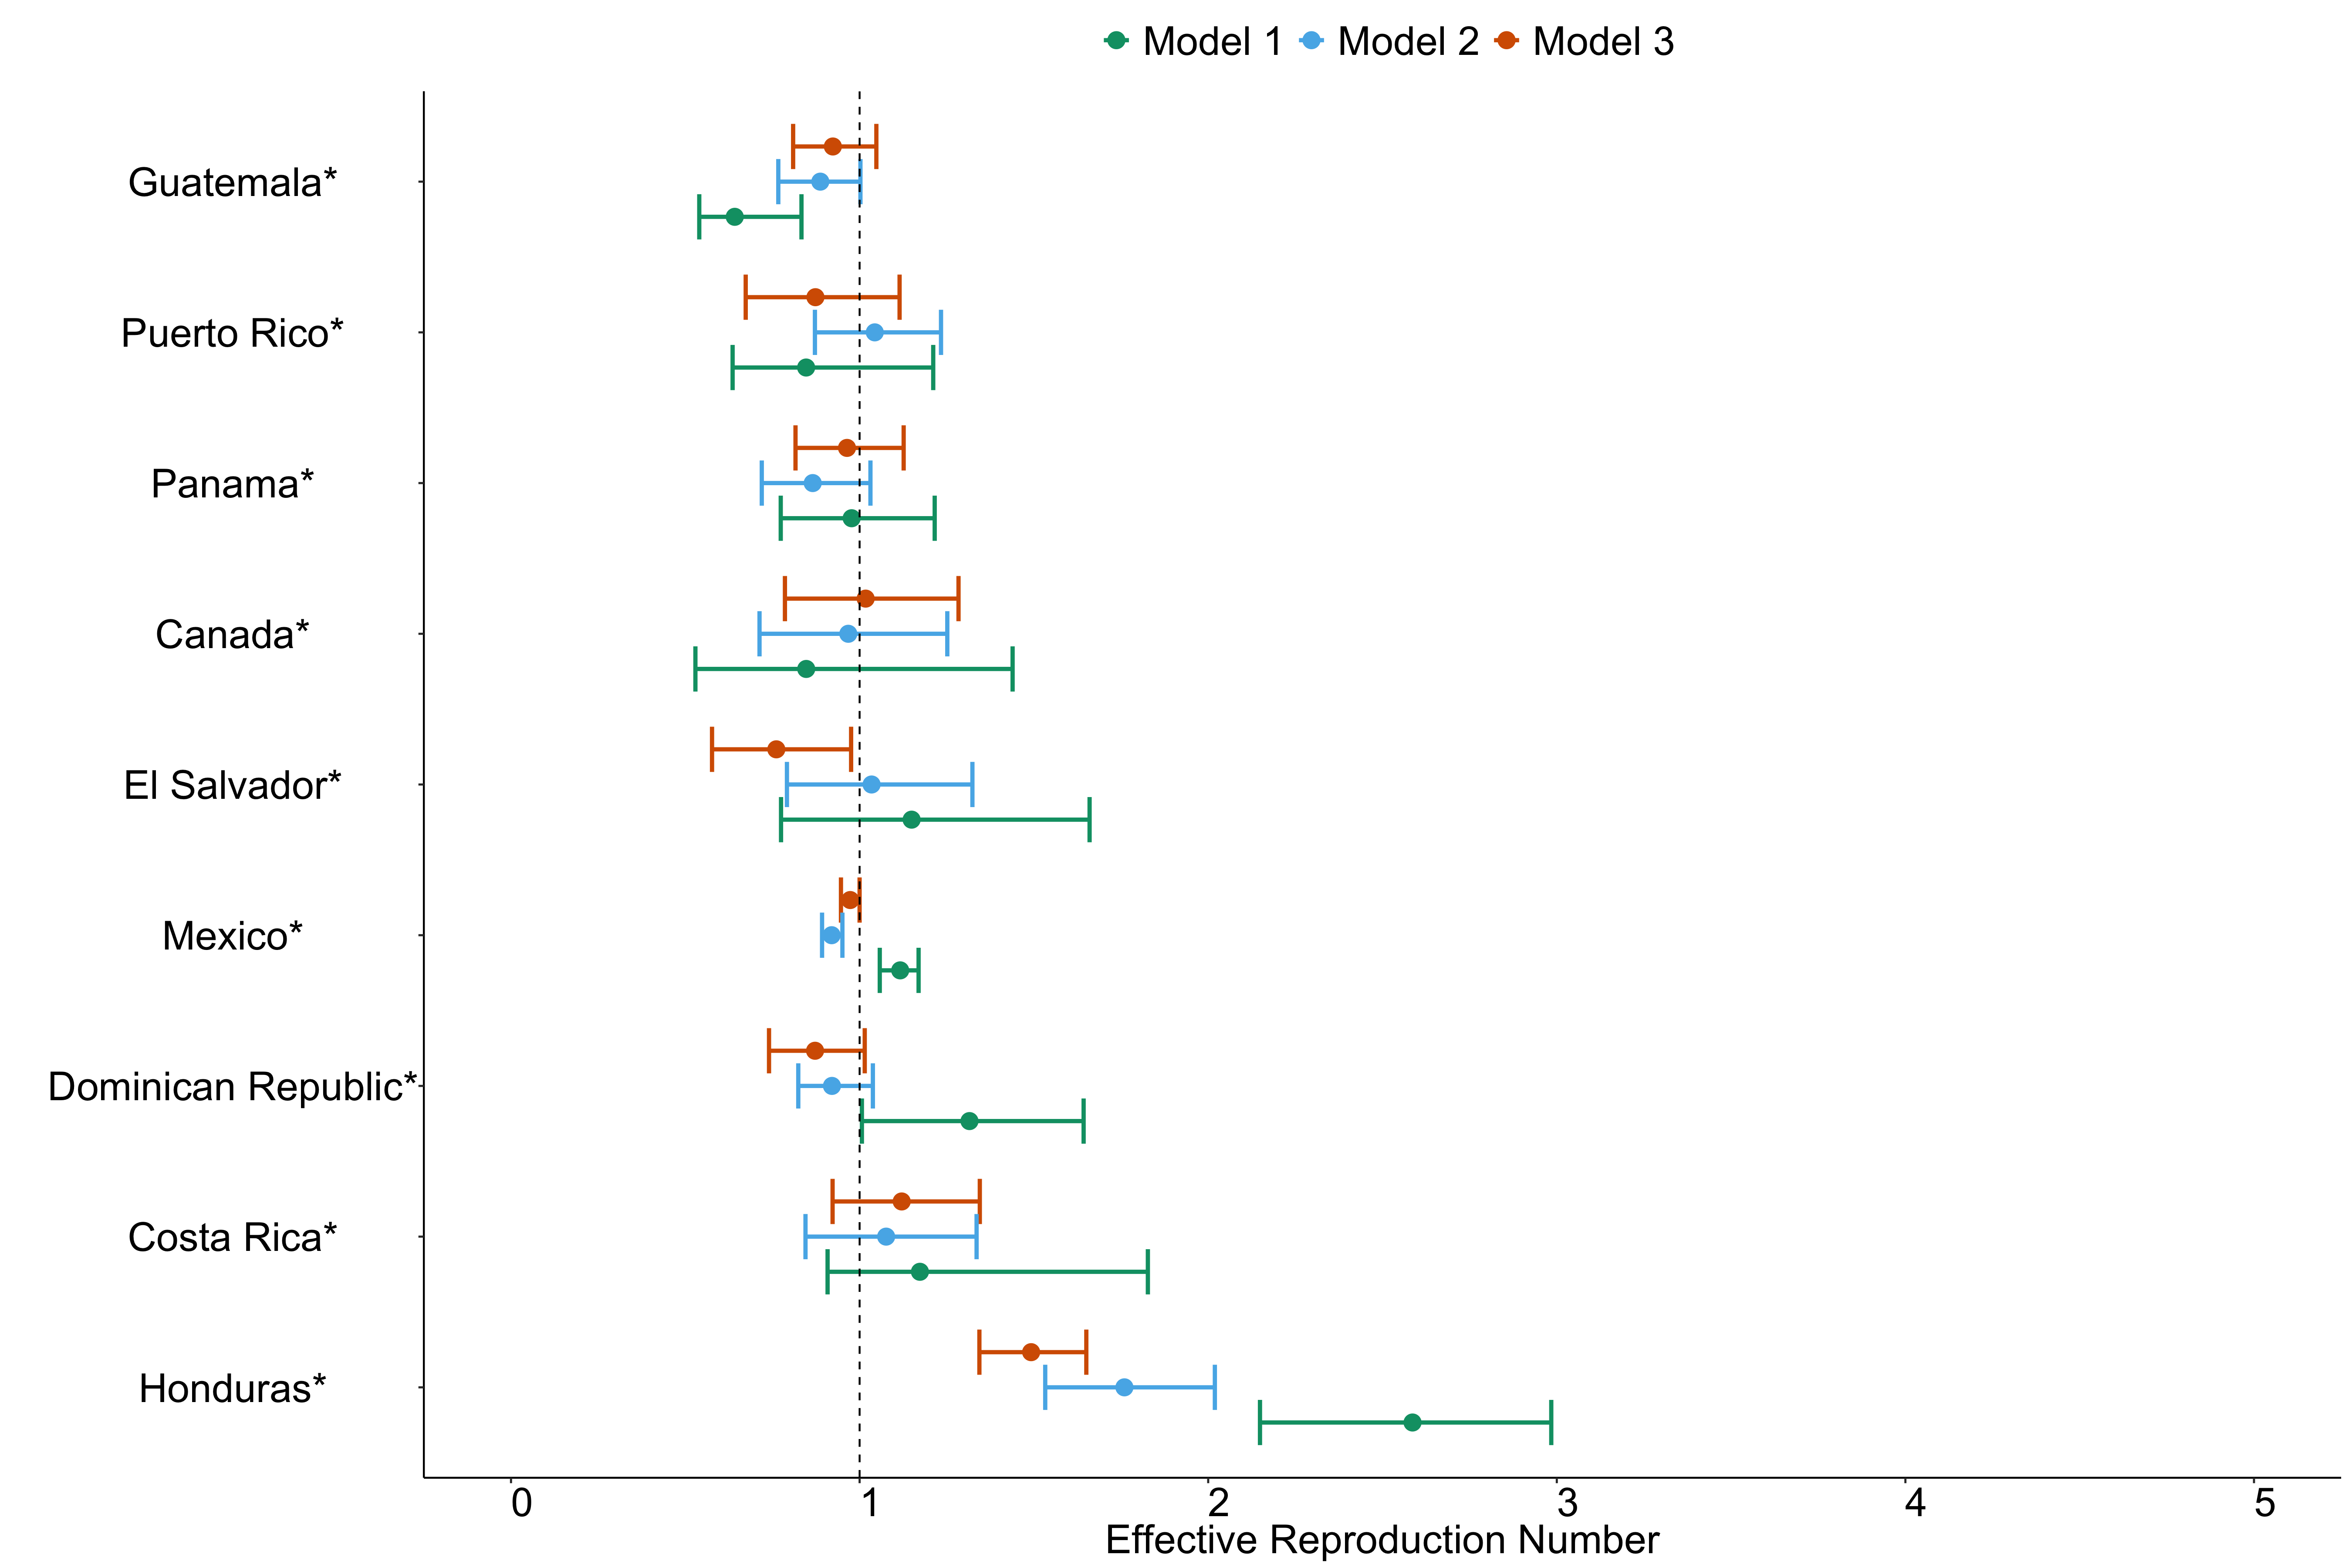 Model 1 Model 2 Model 3
Guatemala*
Puerto Rico*
Panama*
Canada*
El Salvador*
Mexico*
Dominican Republic*
Costa Rica*
Honduras*
0 1 2 3 4 5
Effective Reproduction Number